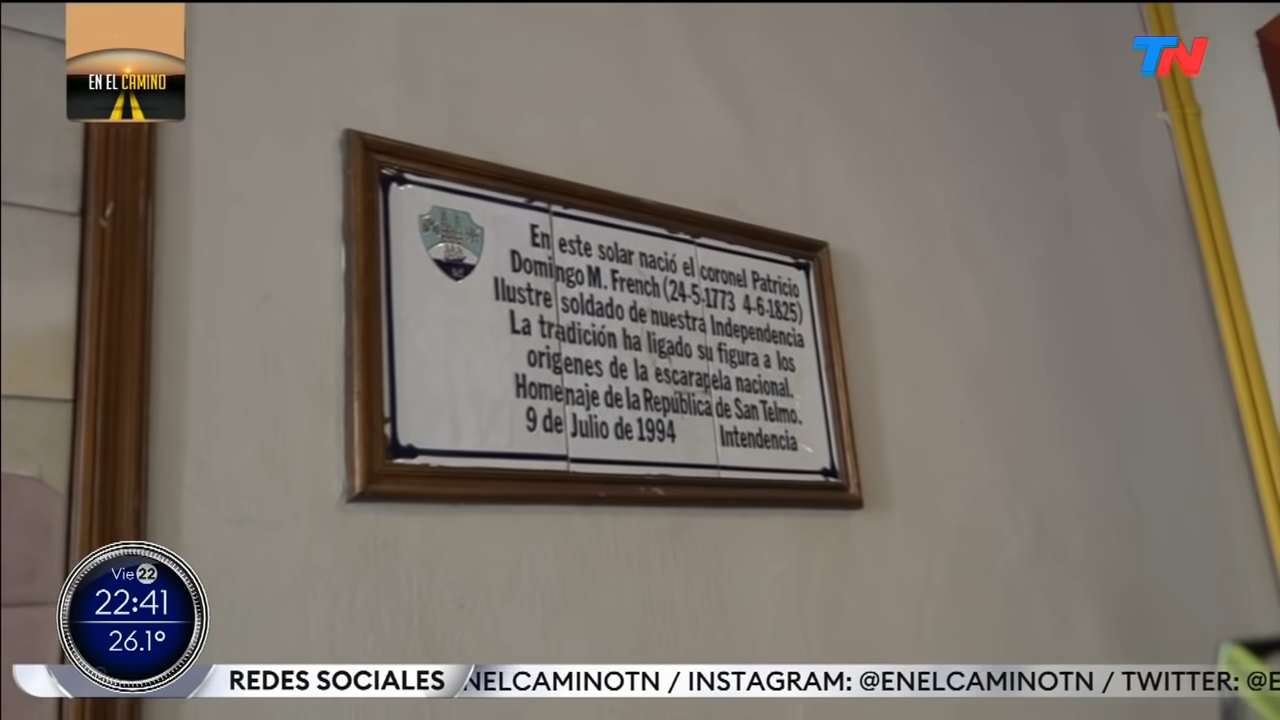 EN EL CAMINO
TN
En este solar nació el coronel Patricio
Domingo M. French (24-5-1773 4-6-1825)
Ilustre soldado de nuestra Independencia
La tradición ha ligado su figura a los
origenes de la escarapela nacional.
Homenaje de la República de San Telmo.
9 de Julio de 1994 Intendencia
Vie 22
22:41
26.1°
REDES SOCIALES NELCAMINOTN / INSTAGRAM: @ENELCAMINOTN / TWITTER: @E